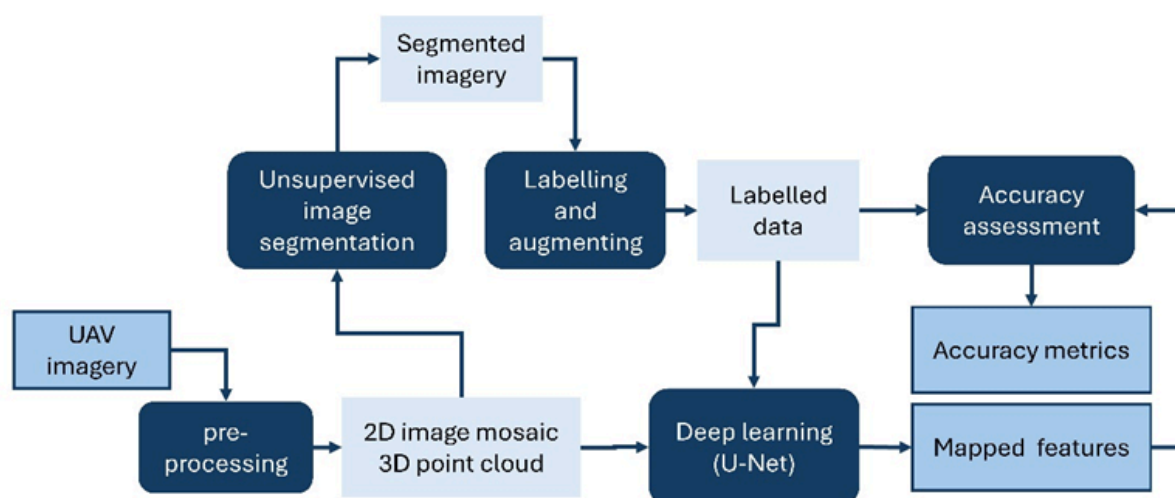 Segmented
imagery
Unsupervised
image
segmentation
Labelling
and
augmenting
Labelled
data
Accuracy
assessment
UAV
imagery
Accuracy metrics
pre-
processing
2D image mosaic
3D point cloud
Deep learning
(U-Net)
Mapped features